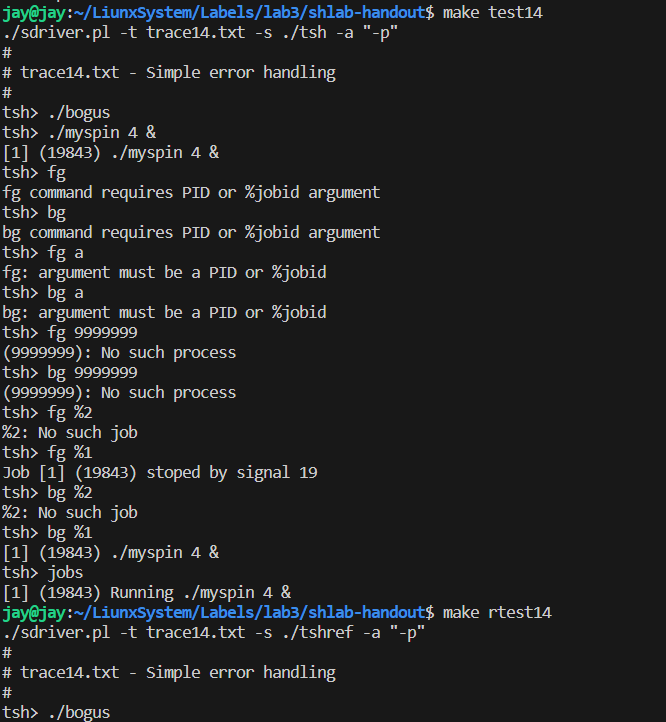 jay@jay:~/LiunxSystem/Labels/lab3/shlab-handout$ make test14
./sdriver.pl -t trace14.txt -s ./tsh -a "-p"
#
# trace14.txt - Simple error handling
#
tsh> ./bogus
tsh> ./myspin 4 &
[1] (19843) ./myspin 4 &
tsh> fg
fg command requires PID or %jobid argument
tsh> bg
bg command requires PID or %jobid argument
tsh> fg a
fg: argument must be a PID or %jobid
tsh> bg a
bg: argument must be a PID or %jobid
tsh> fg 9999999
(9999999): No such process
tsh> bg 9999999
(9999999): No such process
tsh> fg %2
%2: No such job
tsh> fg %1
Job [1] (19843) stoped by signal 19
tsh> bg %2
%2: No such job
tsh> bg %1
[1] (19843) ./myspin 4 &
tsh> jobs
[1] (19843) Running ./myspin 4 &
jay@jay:~/LiunxSystem/Labels/lab3/shlab-handout$ make rtest14
./sdriver.pl -t trace14.txt -s ./tshref -a "-p"
#
# trace14.txt - Simple error handling
#
tsh> ./bogus